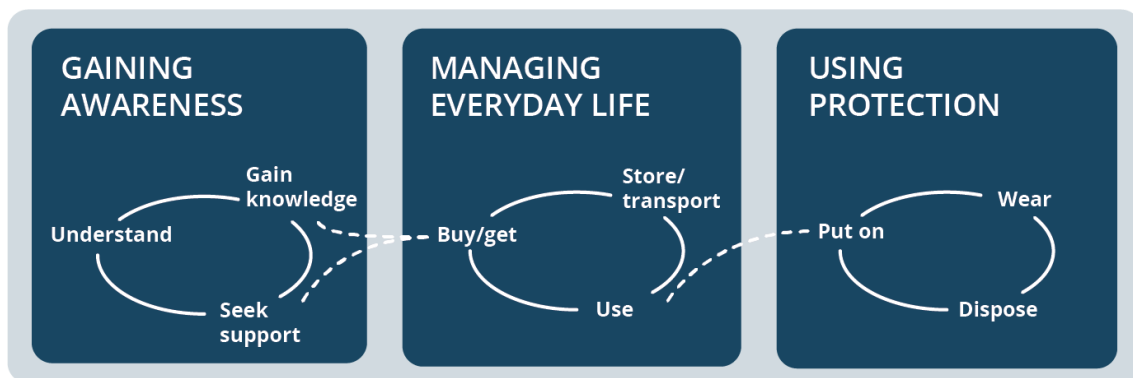 GAINING
AWARENESS
Gain
knowledge
Understand
Seek
support
MANAGING
EVERYDAY LIFE
Store/
transport
Buy/get
Use
USING
PROTECTION
Wear
Put on
Dispose